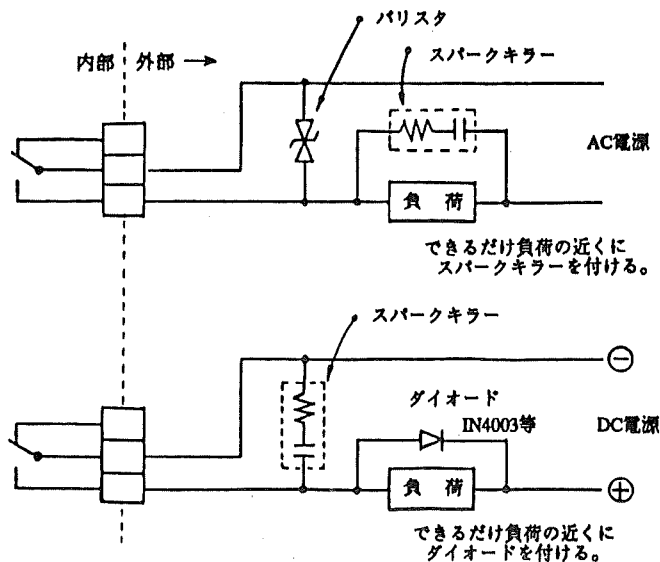 バリスタ
スパークキラー
内部 外部 →
AC電源
負 荷
できるだけ負荷の近くに
スパークキラーを付ける。
スパークキラー
⊖
ダイオード
IN4003等
DC電源
負 荷
⊕
できるだけ負荷の近くに
ダイオードを付ける。